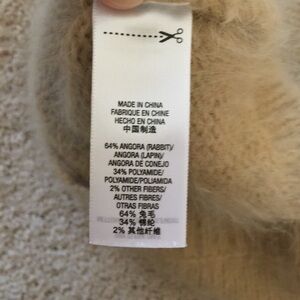 MADE IN CHINA
FABRIQUE EN CHINE
HECHO EN CHINA
中国制造
64% ANGORA (RABBIT)/
ANGORA (LAPIN)/
ANGORA DE CONEJO
34% POLYAMIDE/
POLYAMIDE/POLIAMIDA
2% OTHER FIBERS/
AUTRES FIBRES/
OTRAS FIBRAS
64% 兔毛
34% 锦纶
2% 其他纤维